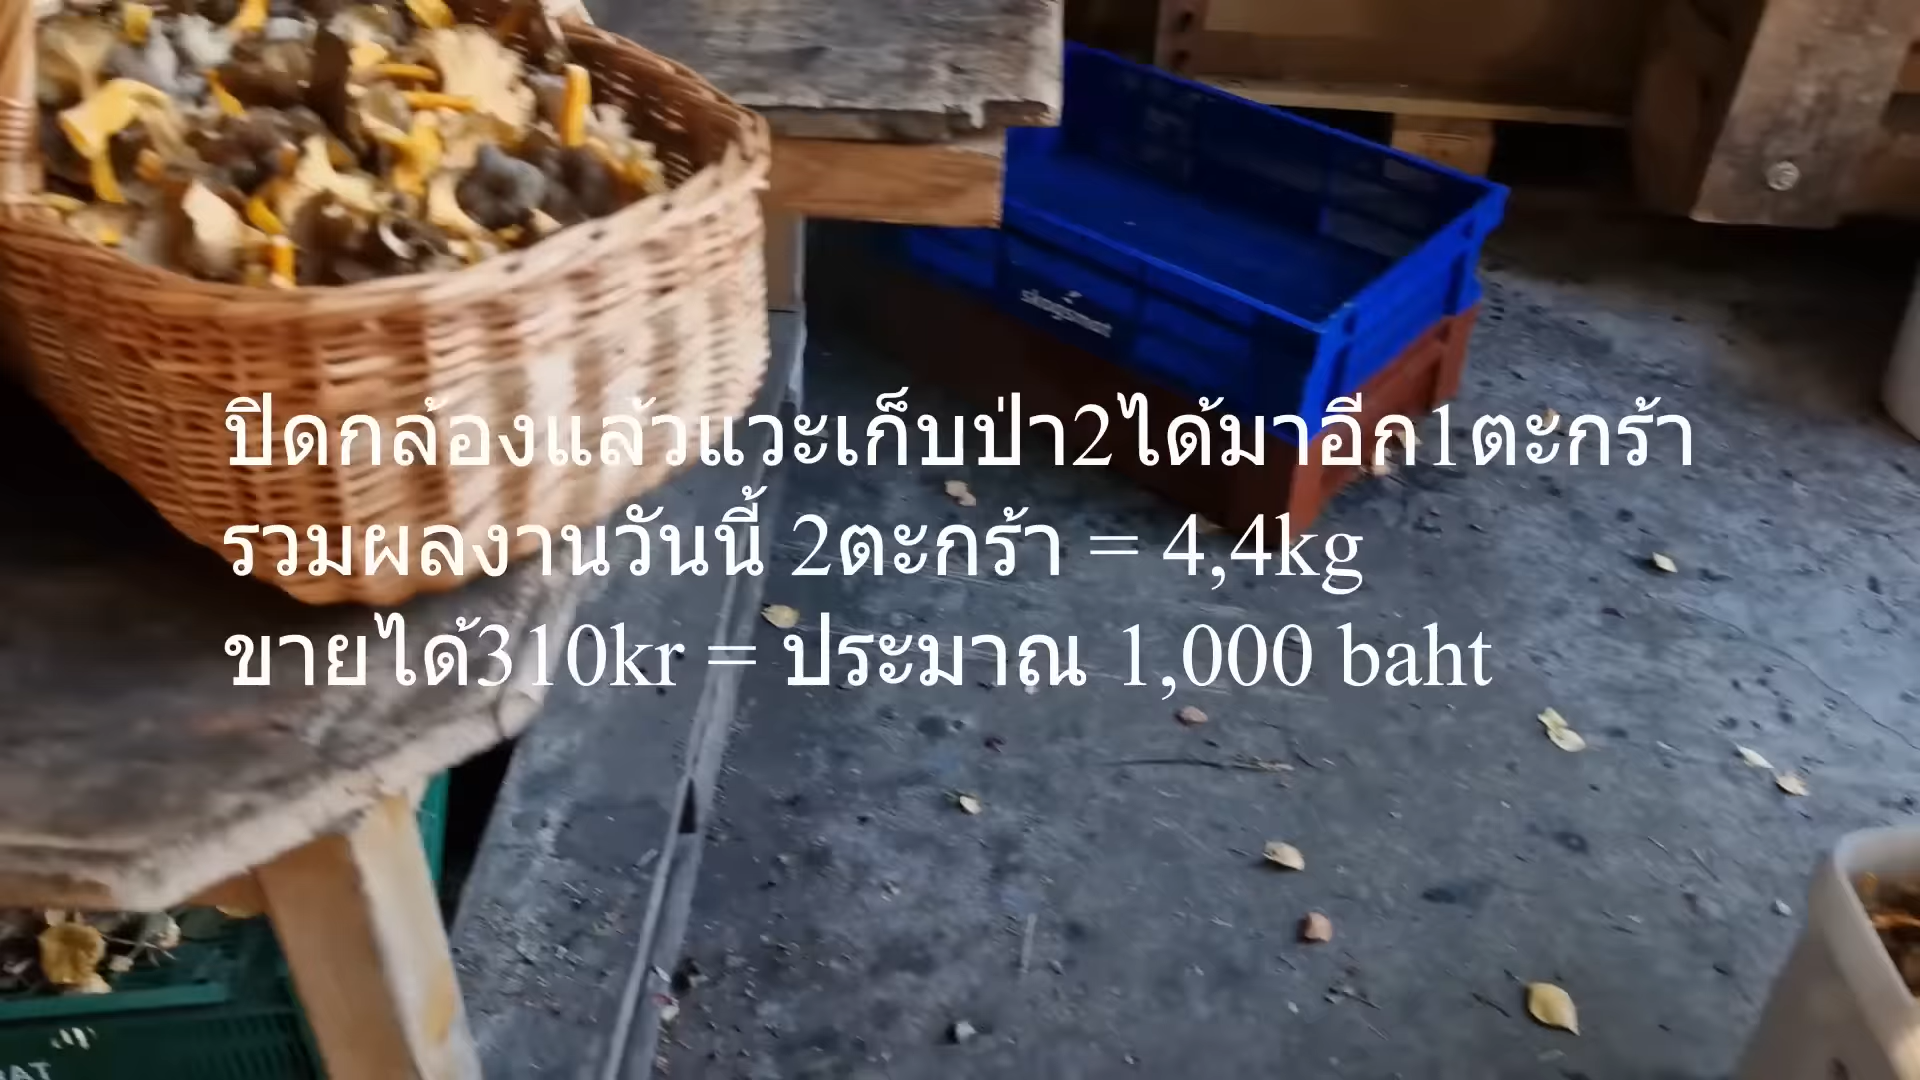 skogsmat
ปิดกล้องแล้วแวะเก็บป่า2ได้มาอีก1ตะกร้า
รวมผลงานวันนี้ 2ตะกร้า = 4,4kg
ขายได้310kr = ประมาณ 1,000 baht